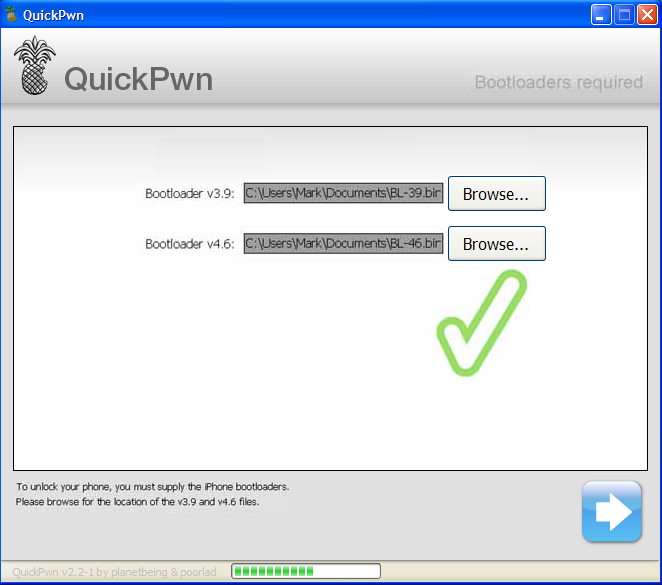 QuickPwn
QuickPwn
Bootloaders required
Bootloader v3.9: C:\Users\Mark\Documents\BL-39.bin Browse...
Bootloader v4.6: C:\Users\Mark\Documents\BL-46.bin Browse...
To unlock your phone, you must supply the iPhone bootloaders.
Please browse for the location of the v3.9 and v4.6 files.
QuickPwn v2.2-1 by planetbeing & poorlad